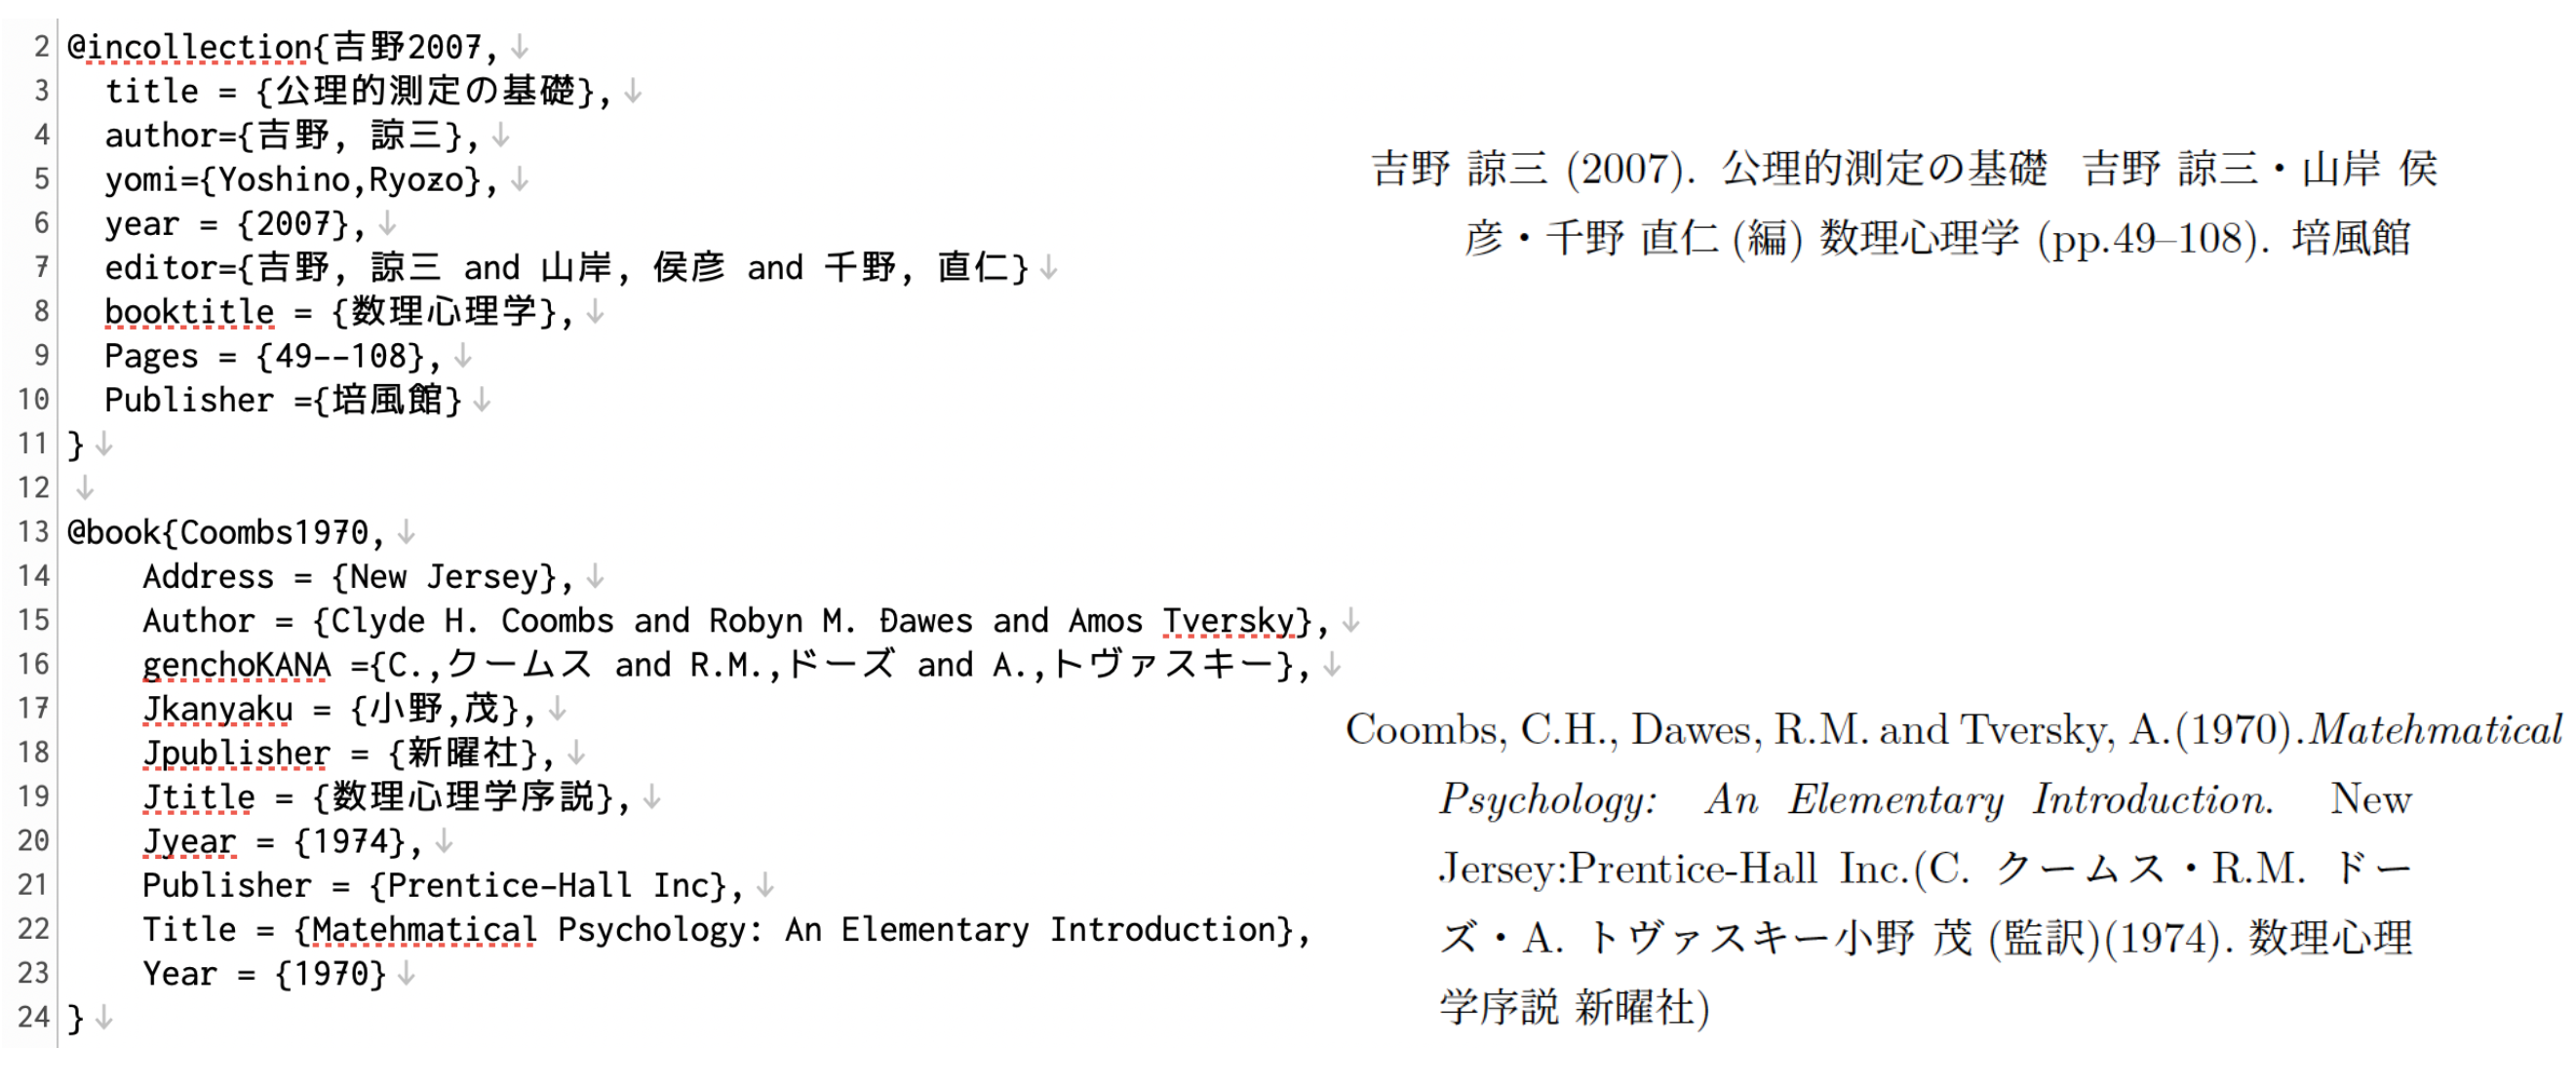 2 @incollection{吉野2007,↓
3 title = {公理的測定の基礎},↓
4 author={吉野, 諒三},↓
5 yomi={Yoshino,Ryozo},↓
6 year = {2007},↓
7 editor={吉野, 諒三 and 山岸, 侯彦 and 千野, 直仁}↓
8 booktitle = {数理心理学},↓
9 Pages = {49--108},↓
10 Publisher ={培風館}↓
11 }↓
12 ↓
13 @book{Coombs1970,↓
14 Address = {New Jersey},↓
15 Author = {Clyde H. Coombs and Robyn M. Dawes and Amos Tversky},↓
16 genchoKANA ={C.,クームス and R.M.,ドーズ and A.,トヴァスキー},↓
17 Jkanyaku = {小野,茂},↓
18 Jpublisher = {新曜社},↓
19 Jtitle = {数理心理学序説},↓
20 Jyear = {1974},↓
21 Publisher = {Prentice-Hall Inc},↓
22 Title = {Matehmatical Psychology: An Elementary Introduction},
23 Year = {1970}↓
24 }↓
吉野 諒三 (2007). 公理的測定の基礎 吉野 諒三・山岸 侯
彦・千野 直仁 (編) 数理心理学 (pp.49–108). 培風館
Coombs, C.H., Dawes, R.M. and Tversky, A.(1970).Matehmatical
Psychology: An Elementary Introduction. New
Jersey:Prentice-Hall Inc.(C. クームス・R.M. ドー
ズ・A. トヴァスキー小野 茂 (監訳)(1974). 数理心理
学序説 新曜社)